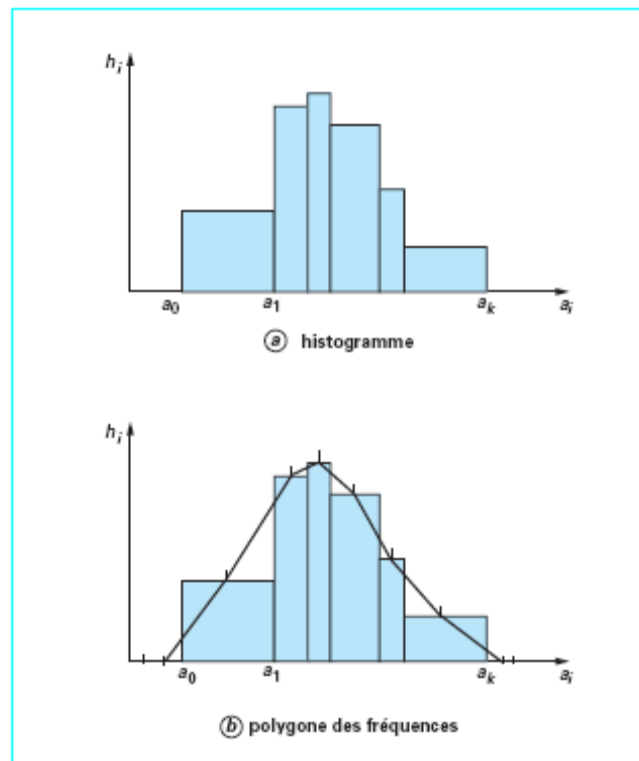 h_i
a_0 a_1 a_k a_i
ⓐ histogramme
h_i
a_0 a_1 a_k a_i
ⓑ polygone des fréquences